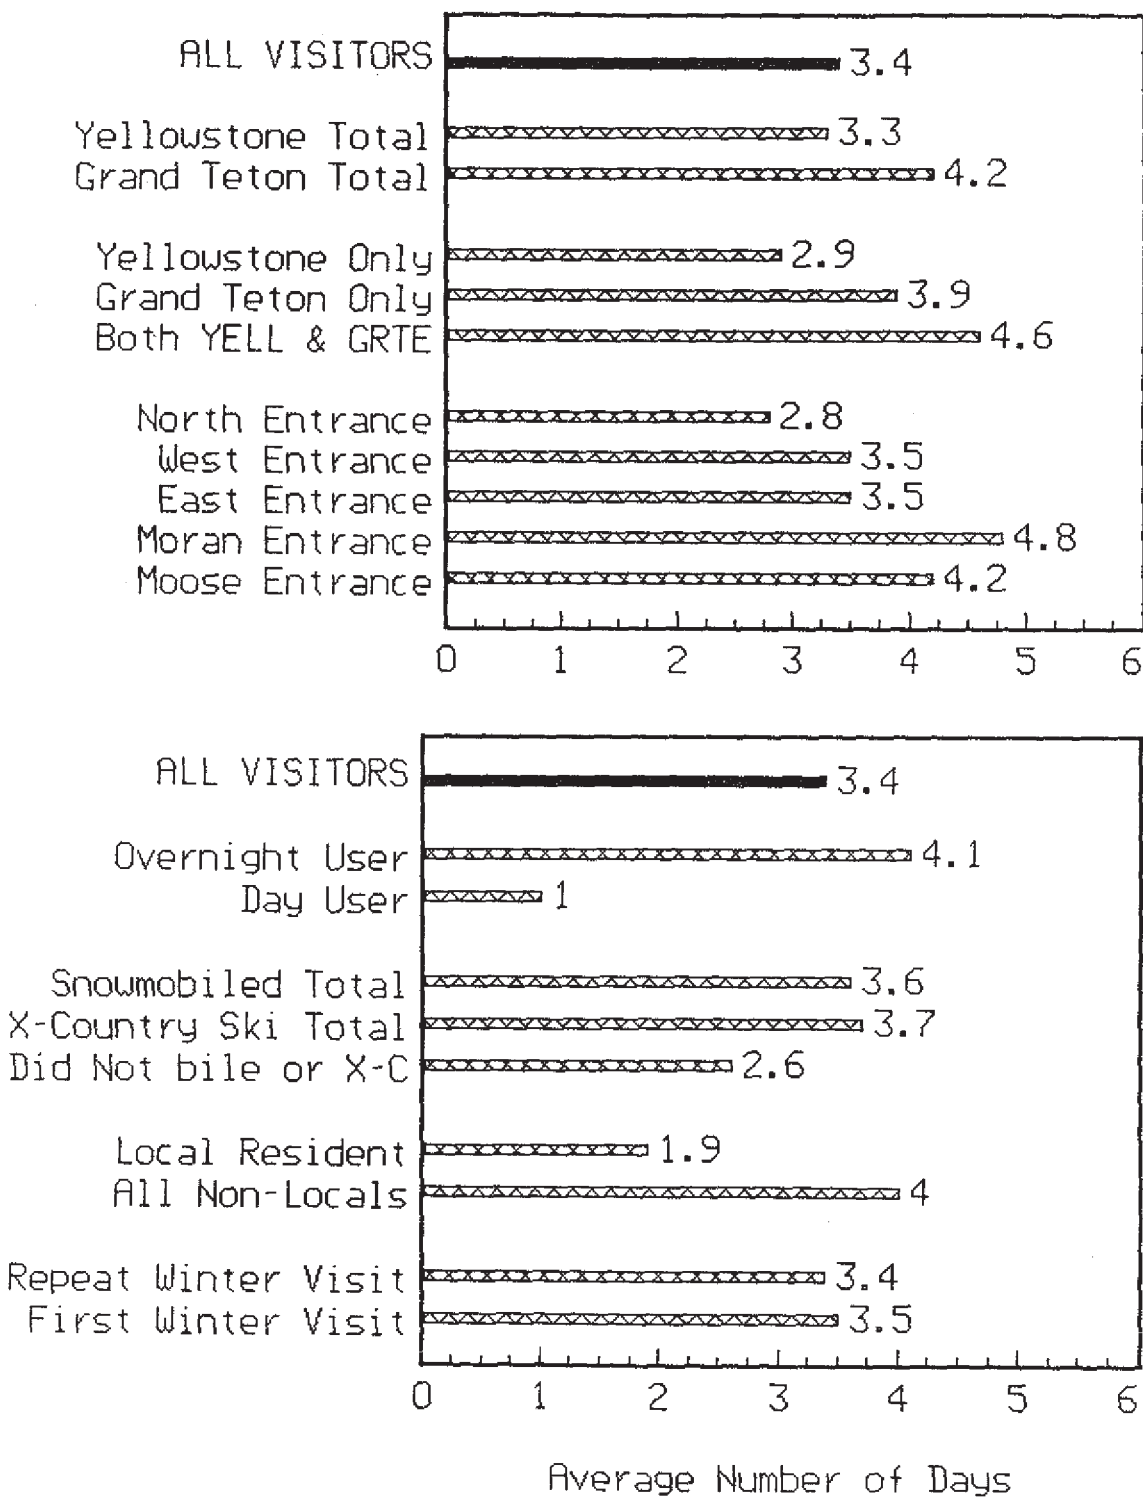 ALL VISITORS 3.4
Yellowstone Total 3.3
Grand Teton Total 4.2
Yellowstone Only 2.9
Grand Teton Only 3.9
Both YELL & GRTE 4.6
North Entrance 2.8
West Entrance 3.5
East Entrance 3.5
Moran Entrance 4.8
Moose Entrance 4.2
0 1 2 3 4 5 6
ALL VISITORS 3.4
Overnight User 4.1
Day User 1
Snowmobiled Total 3.6
X-Country Ski Total 3.7
Did Not bile or X-C 2.6
Local Resident 1.9
All Non-Locals 4
Repeat Winter Visit 3.4
First Winter Visit 3.5
0 1 2 3 4 5 6
Average Number of Days